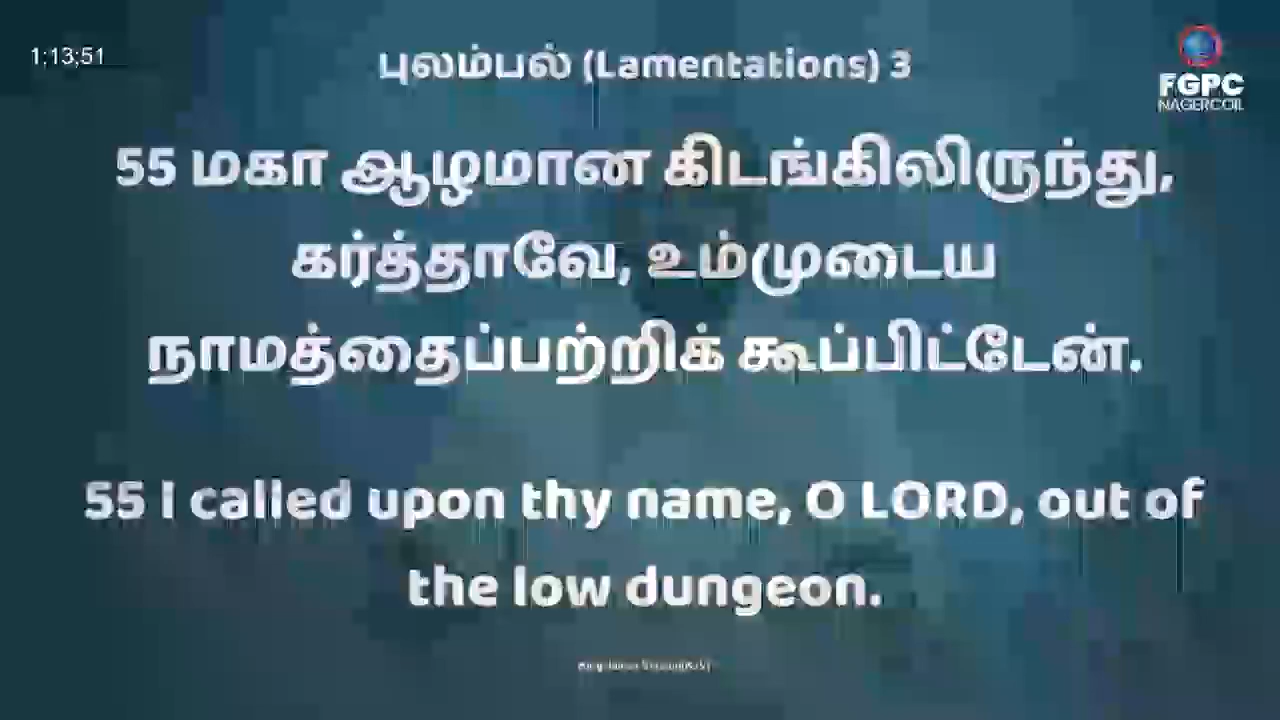 1;13;51
புலம்பல் (Lamentations) 3
FGPC
NAGERCOIL
55 மகா ஆழமான கிடங்கிலிருந்து,
கர்த்தாவே, உம்முடைய
நாமத்தைப்பற்றிக் கூப்பிட்டேன்.
55 I called upon thy name, O LORD, out of
the low dungeon.